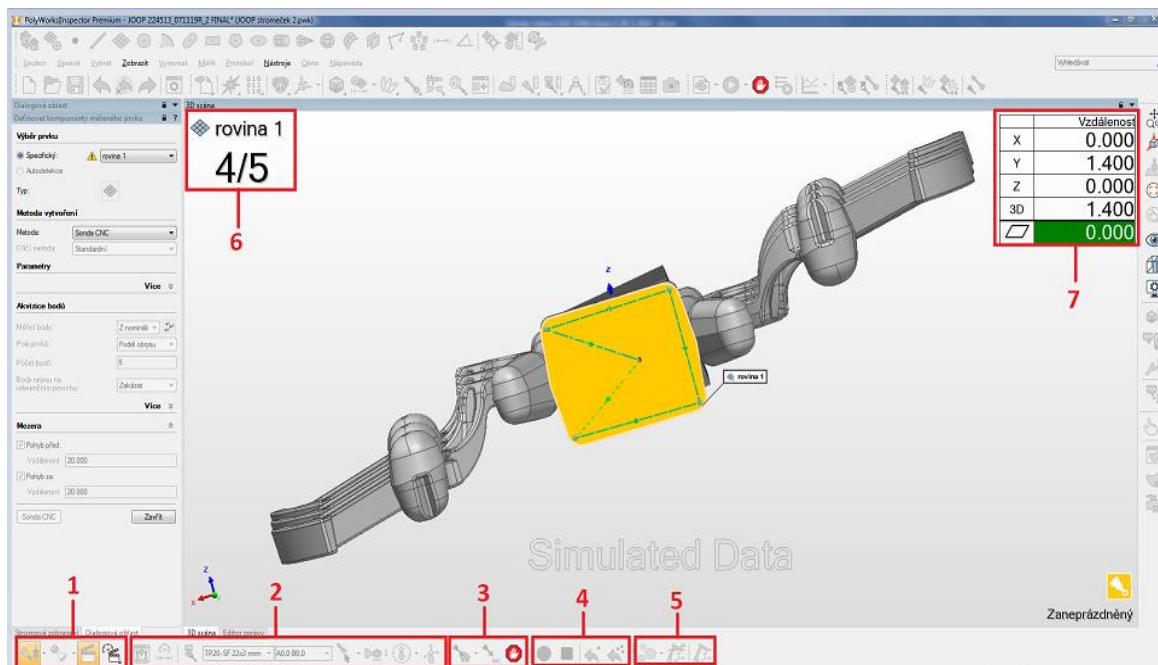 PolyWorks|Inspector Premium - JOOP 224513_071119R_2 FINAL* (JOOP stromeček 2.pwk)
Soubor Upravit Vybrat Zobrazit Vyrovnat Měřit Protokol Nástroje Okno Nápověda
Vyhledávat
Dialogová oblast
3D scéna
Definovat komponenty měřeného prvku
Výběr prvku
Specifický:
rovina 1
Autodetekce
Typ:
Metoda vytvoření
Metoda:
Sonda CNC
Dílčí metoda:
Standardní
Parametry
Více
Akvizice bodů
Měřicí body:
Z nomináln
Podél obrysu
Počet bodů:
5
Body nejsou na
referenčním povrchu:
Zakázat
Více
Mezera
Pohyb před:
Vzdálenost:
20.000
Pohyb za:
Vzdálenost:
20.000
Sonda CNC
Zavřít
rovina 1
4/5
6
Vzdálenost
X 0.000
Y 1.400
Z 0.000
3D 1.400
0.000
7
z
rovina 1
Simulated Data
z
x
Zaneprázdněný
1
2
3
4
5
Stromové zobrazení
Dialogová oblast
3D scéna
Editor zprávy
TP20-SF 22x3 mm
A0.0 B0.0